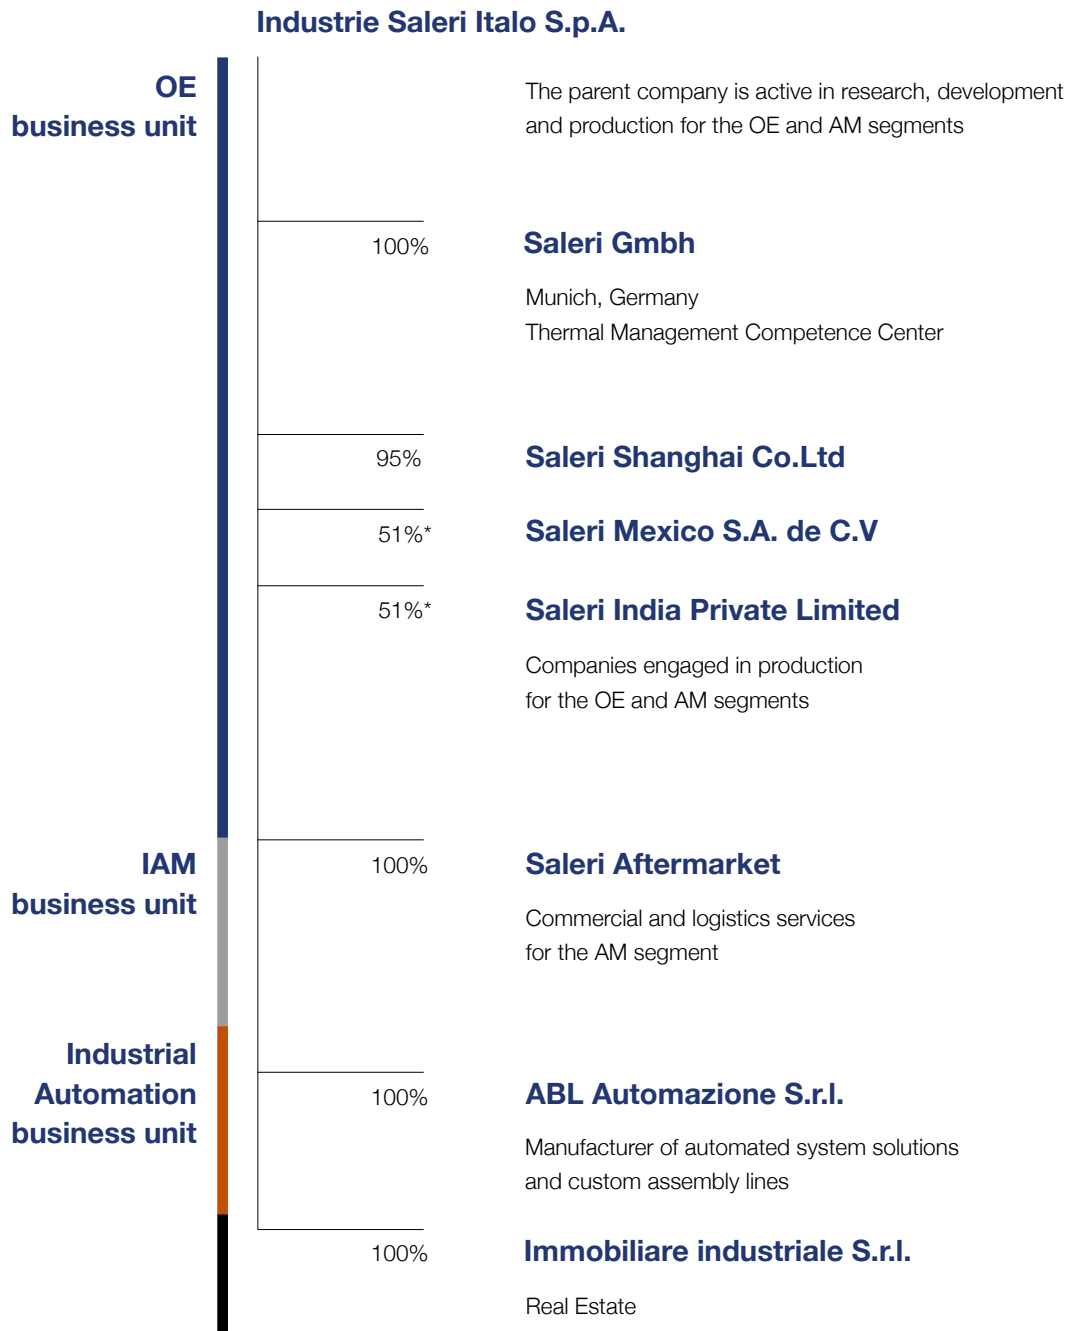 Industrie Saleri Italo S.p.A.
OE
business unit
The parent company is active in research, development
and production for the OE and AM segments
100%
Saleri Gmbh
Munich, Germany
Thermal Management Competence Center
95%
Saleri Shanghai Co.Ltd
51%*
Saleri Mexico S.A. de C.V
51%*
Saleri India Private Limited
Companies engaged in production
for the OE and AM segments
IAM
business unit
100%
Saleri Aftermarket
Commercial and logistics services
for the AM segment
Industrial
Automation
business unit
100%
ABL Automazione S.r.l.
Manufacturer of automated system solutions
and custom assembly lines
100%
Immobiliare industriale S.r.l.
Real Estate